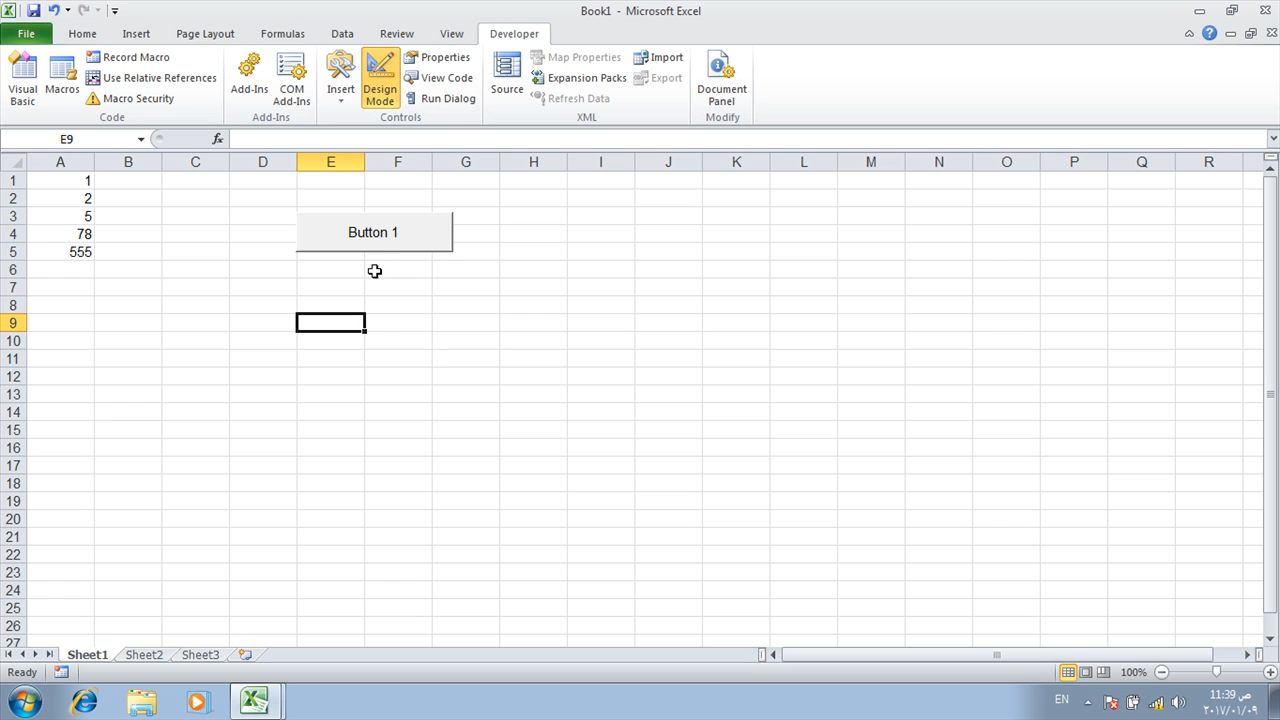 Book1 - Microsoft Excel
File Home Insert Page Layout Formulas Data Review View Developer
Visual Basic
Macros
Record Macro
Use Relative References
Macro Security
Code
Add-Ins
COM Add-Ins
Add-Ins
Insert
Design Mode
Properties
View Code
Run Dialog
Controls
Source
Map Properties
Expansion Packs
Refresh Data
Import
Export
XML
Document Panel
Modify
E9 fx
A B C D E F G H I J K L M N O P Q R
1 1
2 2
3 5
4 78
5 555
Button 1
6
7
8
9
10
11
12
13
14
15
16
17
18
19
20
21
22
23
24
25
26
27
Sheet1 Sheet2 Sheet3
Ready 100%
EN
11:39 ص
٢٠١٧/٠١/٠٩